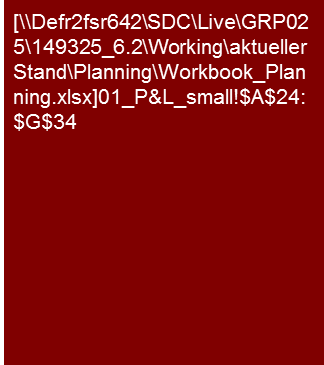 [\\Defr2fsr642\SDC\Live\GRP02
5\149325_6.2\Working\aktueller
Stand\Planning\Workbook_Plan
ning.xlsx]01_P&L_small!$A$24:
$G$34